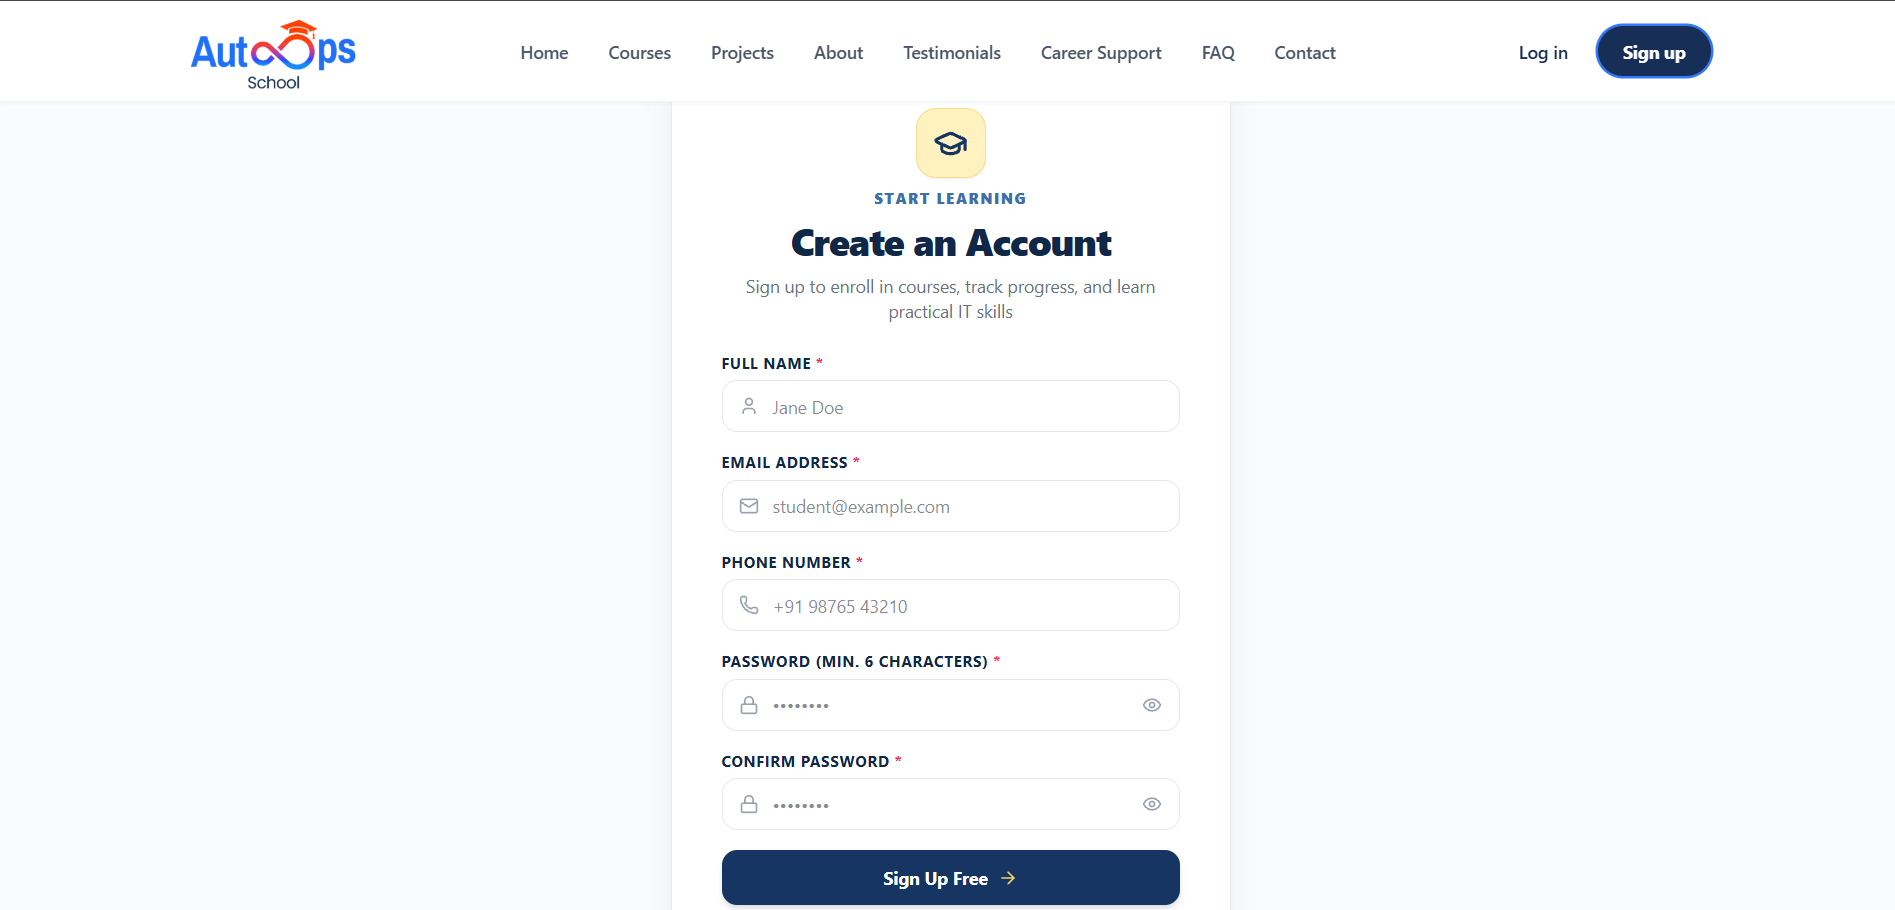 AutoOps
School
Home
Courses
Projects
About
Testimonials
Career Support
FAQ
Contact
Log in
Sign up
START LEARNING
Create an Account
Sign up to enroll in courses, track progress, and learn
practical IT skills
FULL NAME *
Jane Doe
EMAIL ADDRESS *
student@example.com
PHONE NUMBER *
+91 98765 43210
PASSWORD (MIN. 6 CHARACTERS) *
••••••••
CONFIRM PASSWORD *
••••••••
Sign Up Free →